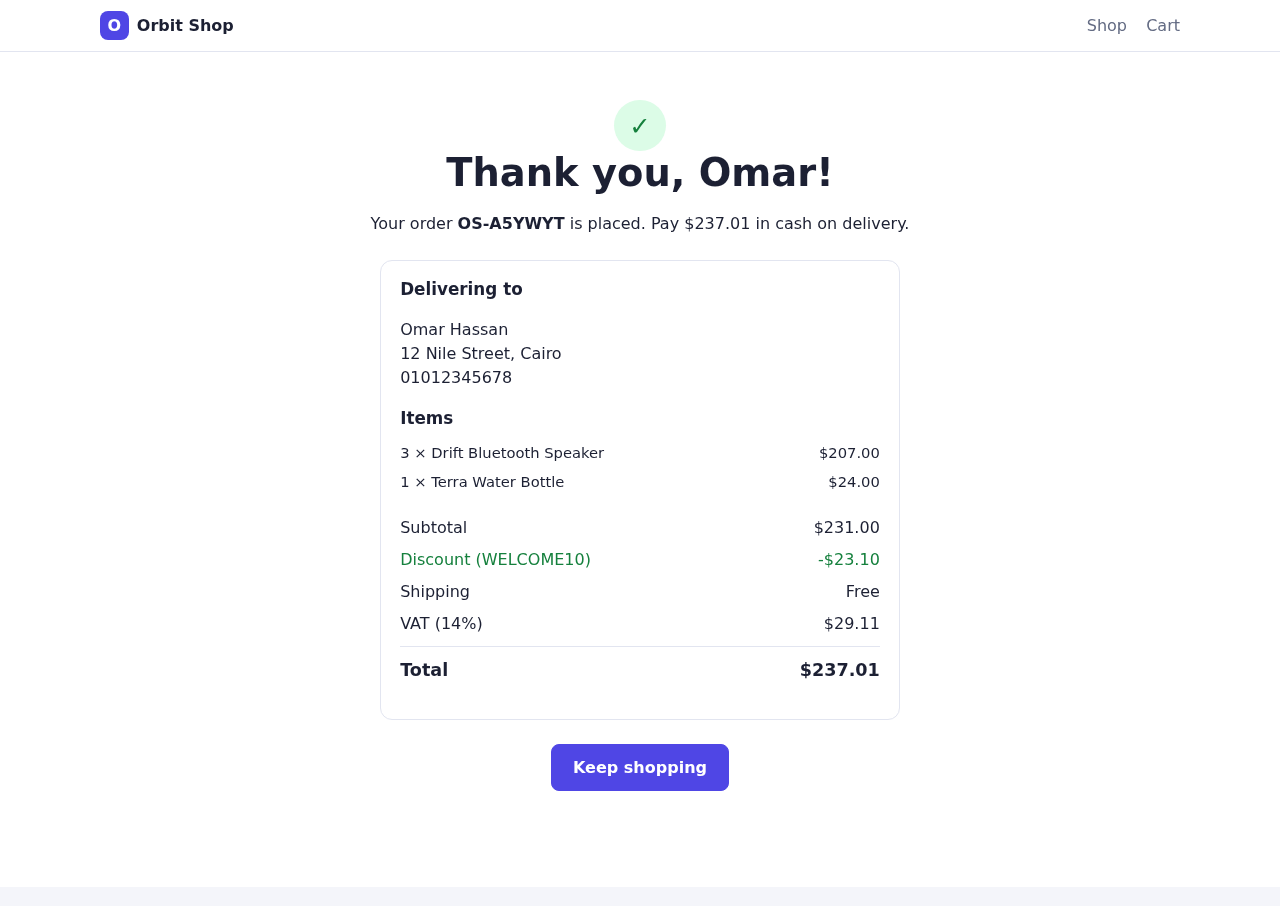 O Orbit Shop Shop Cart
✓
Thank you, Omar!
Your order OS-A5YWYT is placed. Pay $237.01 in cash on delivery.
Delivering to
Omar Hassan
12 Nile Street, Cairo
01012345678
Items
3 × Drift Bluetooth Speaker $207.00
1 × Terra Water Bottle $24.00
Subtotal $231.00
Discount (WELCOME10) -$23.10
Shipping Free
VAT (14%) $29.11
Total $237.01
Keep shopping